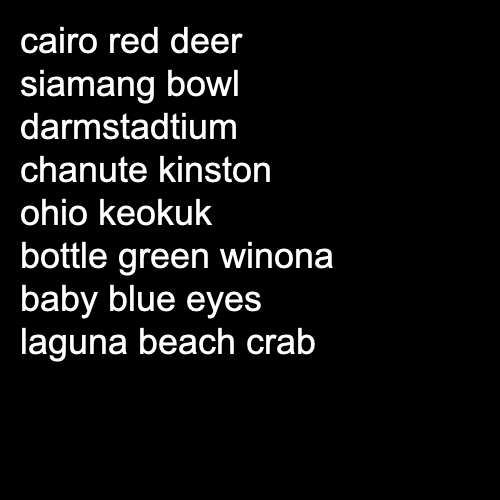 cairo red deer
siamang bowl
darmstadtium
chanute kinston
ohio keokuk
bottle green winona
baby blue eyes
laguna beach crab